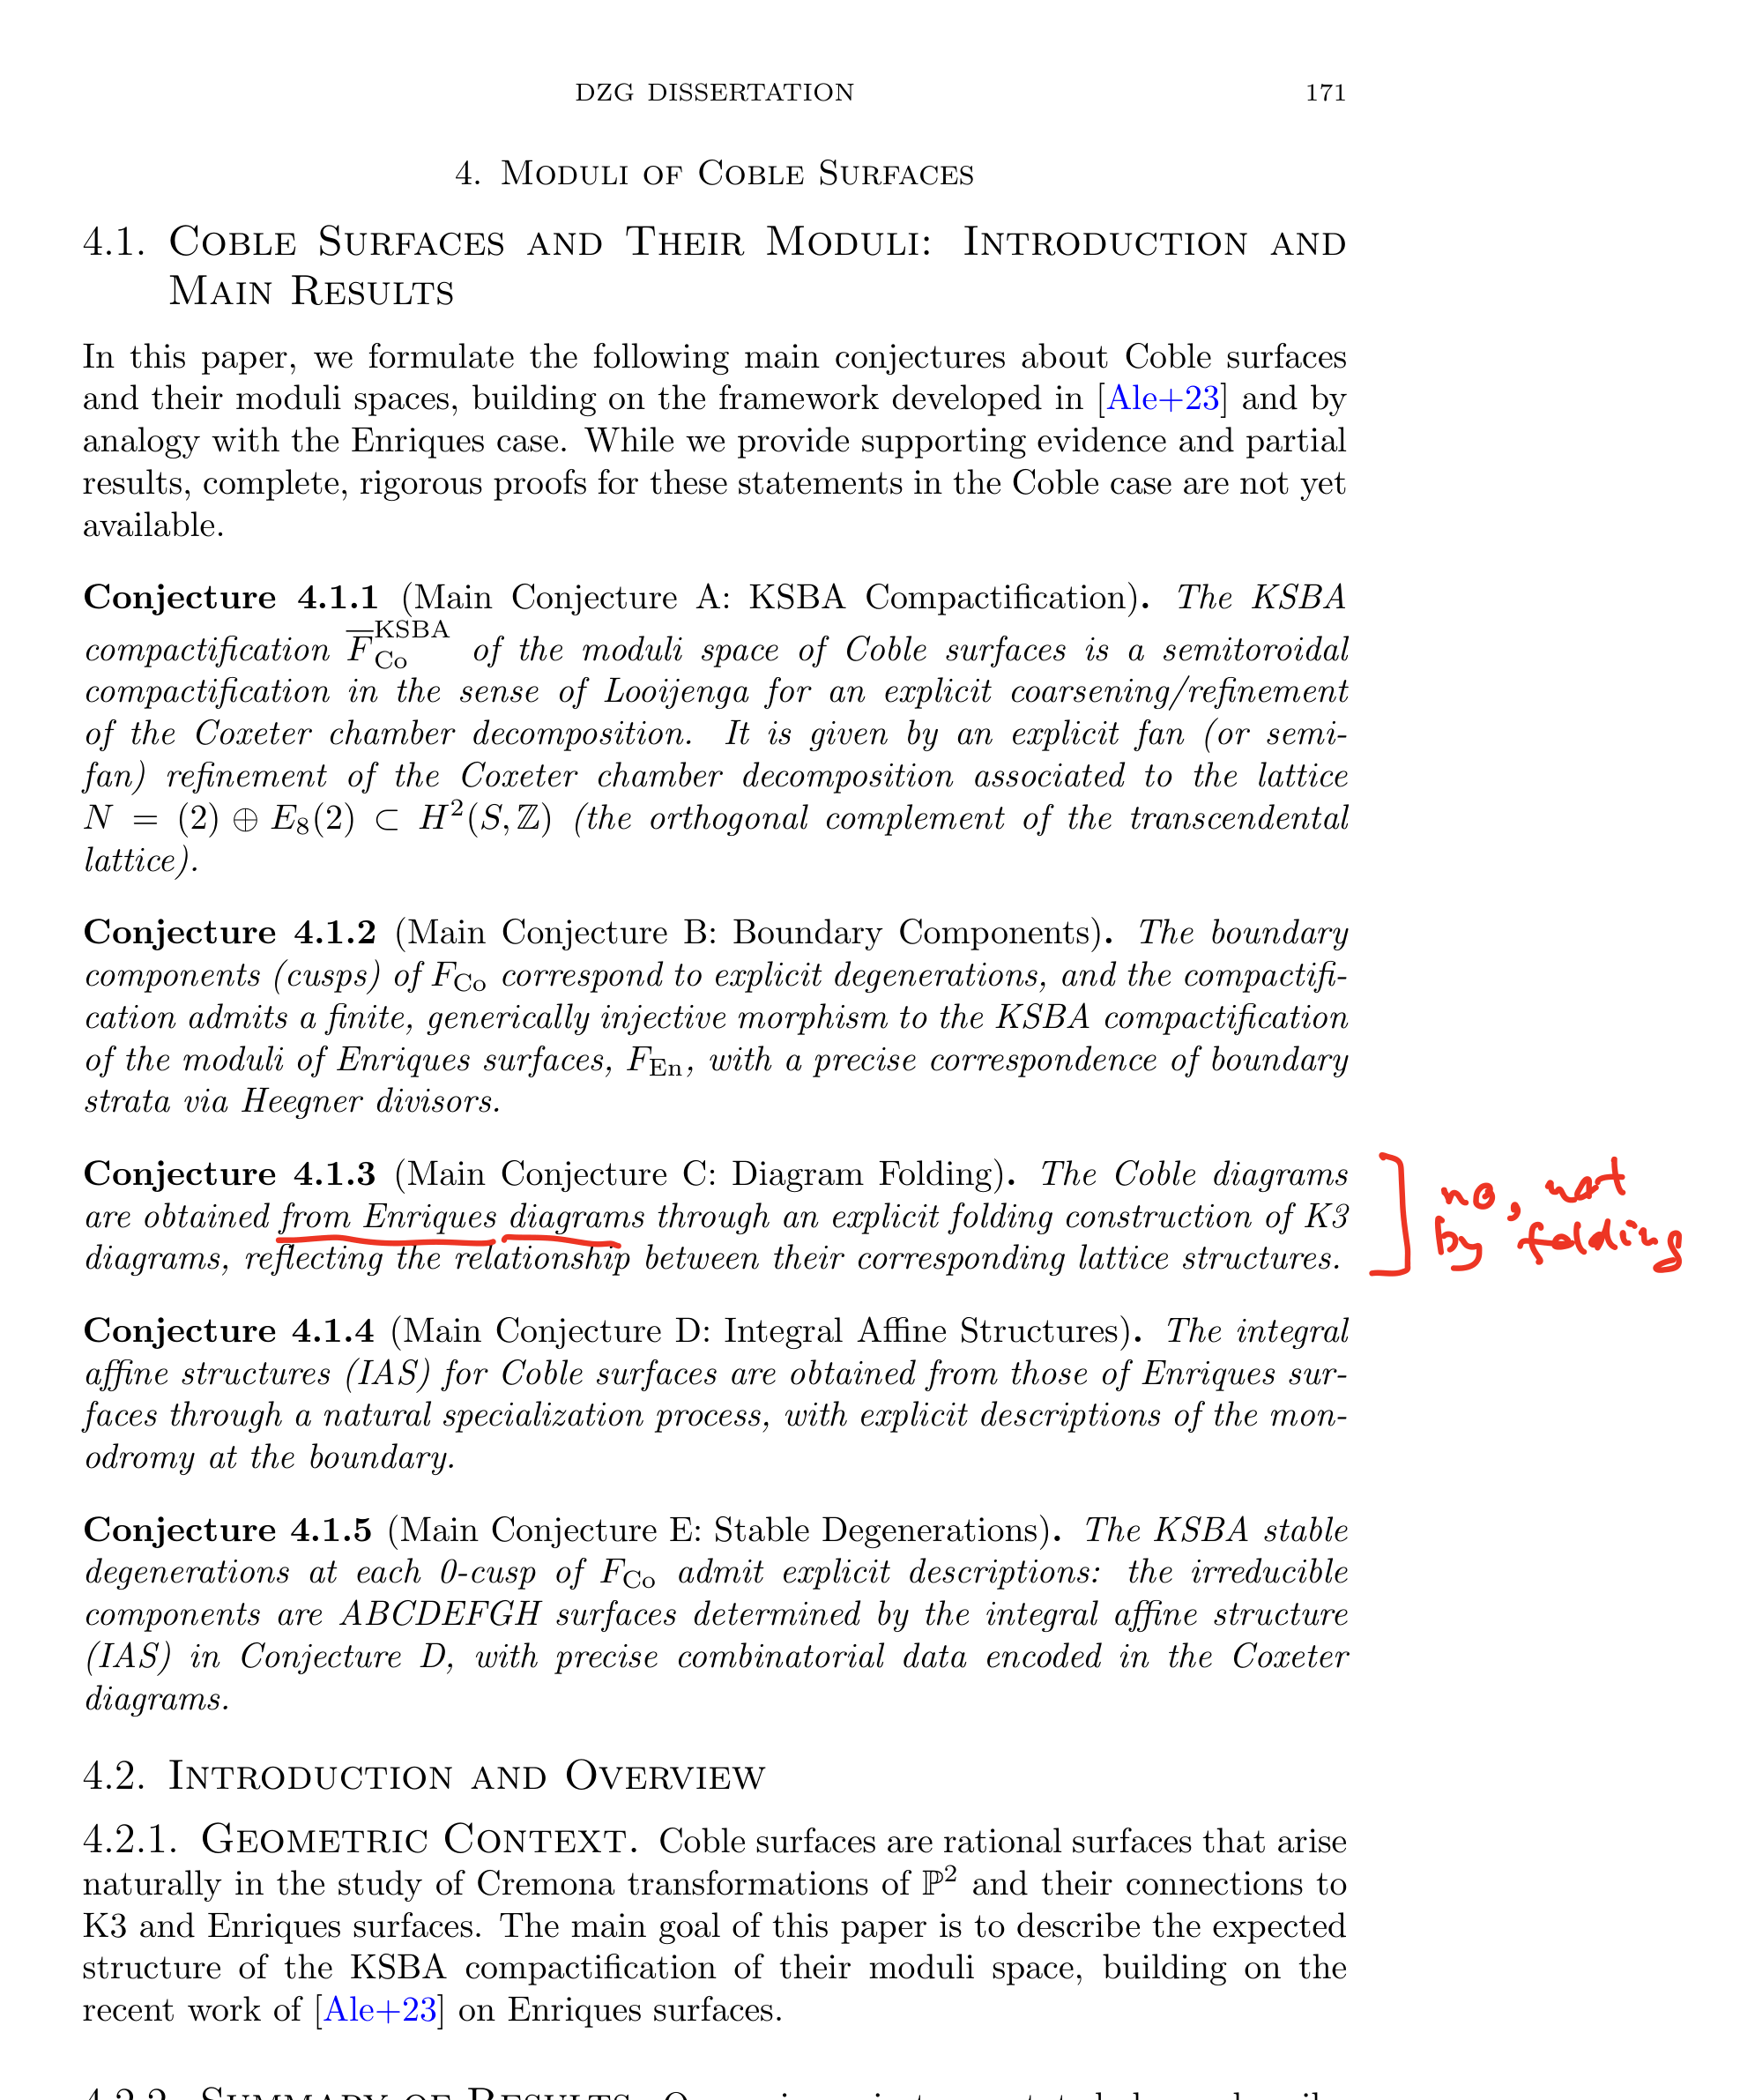 DZG DISSERTATION 171
4. Moduli of Coble Surfaces
4.1. Coble Surfaces and Their Moduli: Introduction and
Main Results
In this paper, we formulate the following main conjectures about Coble surfaces
and their moduli spaces, building on the framework developed in [Ale+23] and by
analogy with the Enriques case. While we provide supporting evidence and partial
results, complete, rigorous proofs for these statements in the Coble case are not yet
available.
Conjecture 4.1.1 (Main Conjecture A: KSBA Compactification). The KSBA
compactification $\overline{F}_{\mathrm{Co}}^{\mathrm{KSBA}}$ of the moduli space of Coble surfaces is a semitoroidal
compactification in the sense of Looijenga for an explicit coarsening/refinement
of the Coxeter chamber decomposition. It is given by an explicit fan (or semi-
fan) refinement of the Coxeter chamber decomposition associated to the lattice
N = (2) ⊕ E₈(2) ⊂ H²(S, ℤ) (the orthogonal complement of the transcendental
lattice).
Conjecture 4.1.2 (Main Conjecture B: Boundary Components). The boundary
components (cusps) of $F_{\mathrm{Co}}$ correspond to explicit degenerations, and the compactifi-
cation admits a finite, generically injective morphism to the KSBA compactification
of the moduli of Enriques surfaces, $F_{\mathrm{En}}$, with a precise correspondence of boundary
strata via Heegner divisors.
Conjecture 4.1.3 (Main Conjecture C: Diagram Folding). The Coble diagrams
are obtained from Enriques diagrams through an explicit folding construction of K3
diagrams, reflecting the relationship between their corresponding lattice structures.
no, not
by folding
Conjecture 4.1.4 (Main Conjecture D: Integral Affine Structures). The integral
affine structures (IAS) for Coble surfaces are obtained from those of Enriques sur-
faces through a natural specialization process, with explicit descriptions of the mon-
odromy at the boundary.
Conjecture 4.1.5 (Main Conjecture E: Stable Degenerations). The KSBA stable
degenerations at each 0-cusp of $F_{\mathrm{Co}}$ admit explicit descriptions: the irreducible
components are ABCDEFGH surfaces determined by the integral affine structure
(IAS) in Conjecture D, with precise combinatorial data encoded in the Coxeter
diagrams.
4.2. Introduction and Overview
4.2.1. Geometric Context. Coble surfaces are rational surfaces that arise
naturally in the study of Cremona transformations of ℙ² and their connections to
K3 and Enriques surfaces. The main goal of this paper is to describe the expected
structure of the KSBA compactification of their moduli space, building on the
recent work of [Ale+23] on Enriques surfaces.